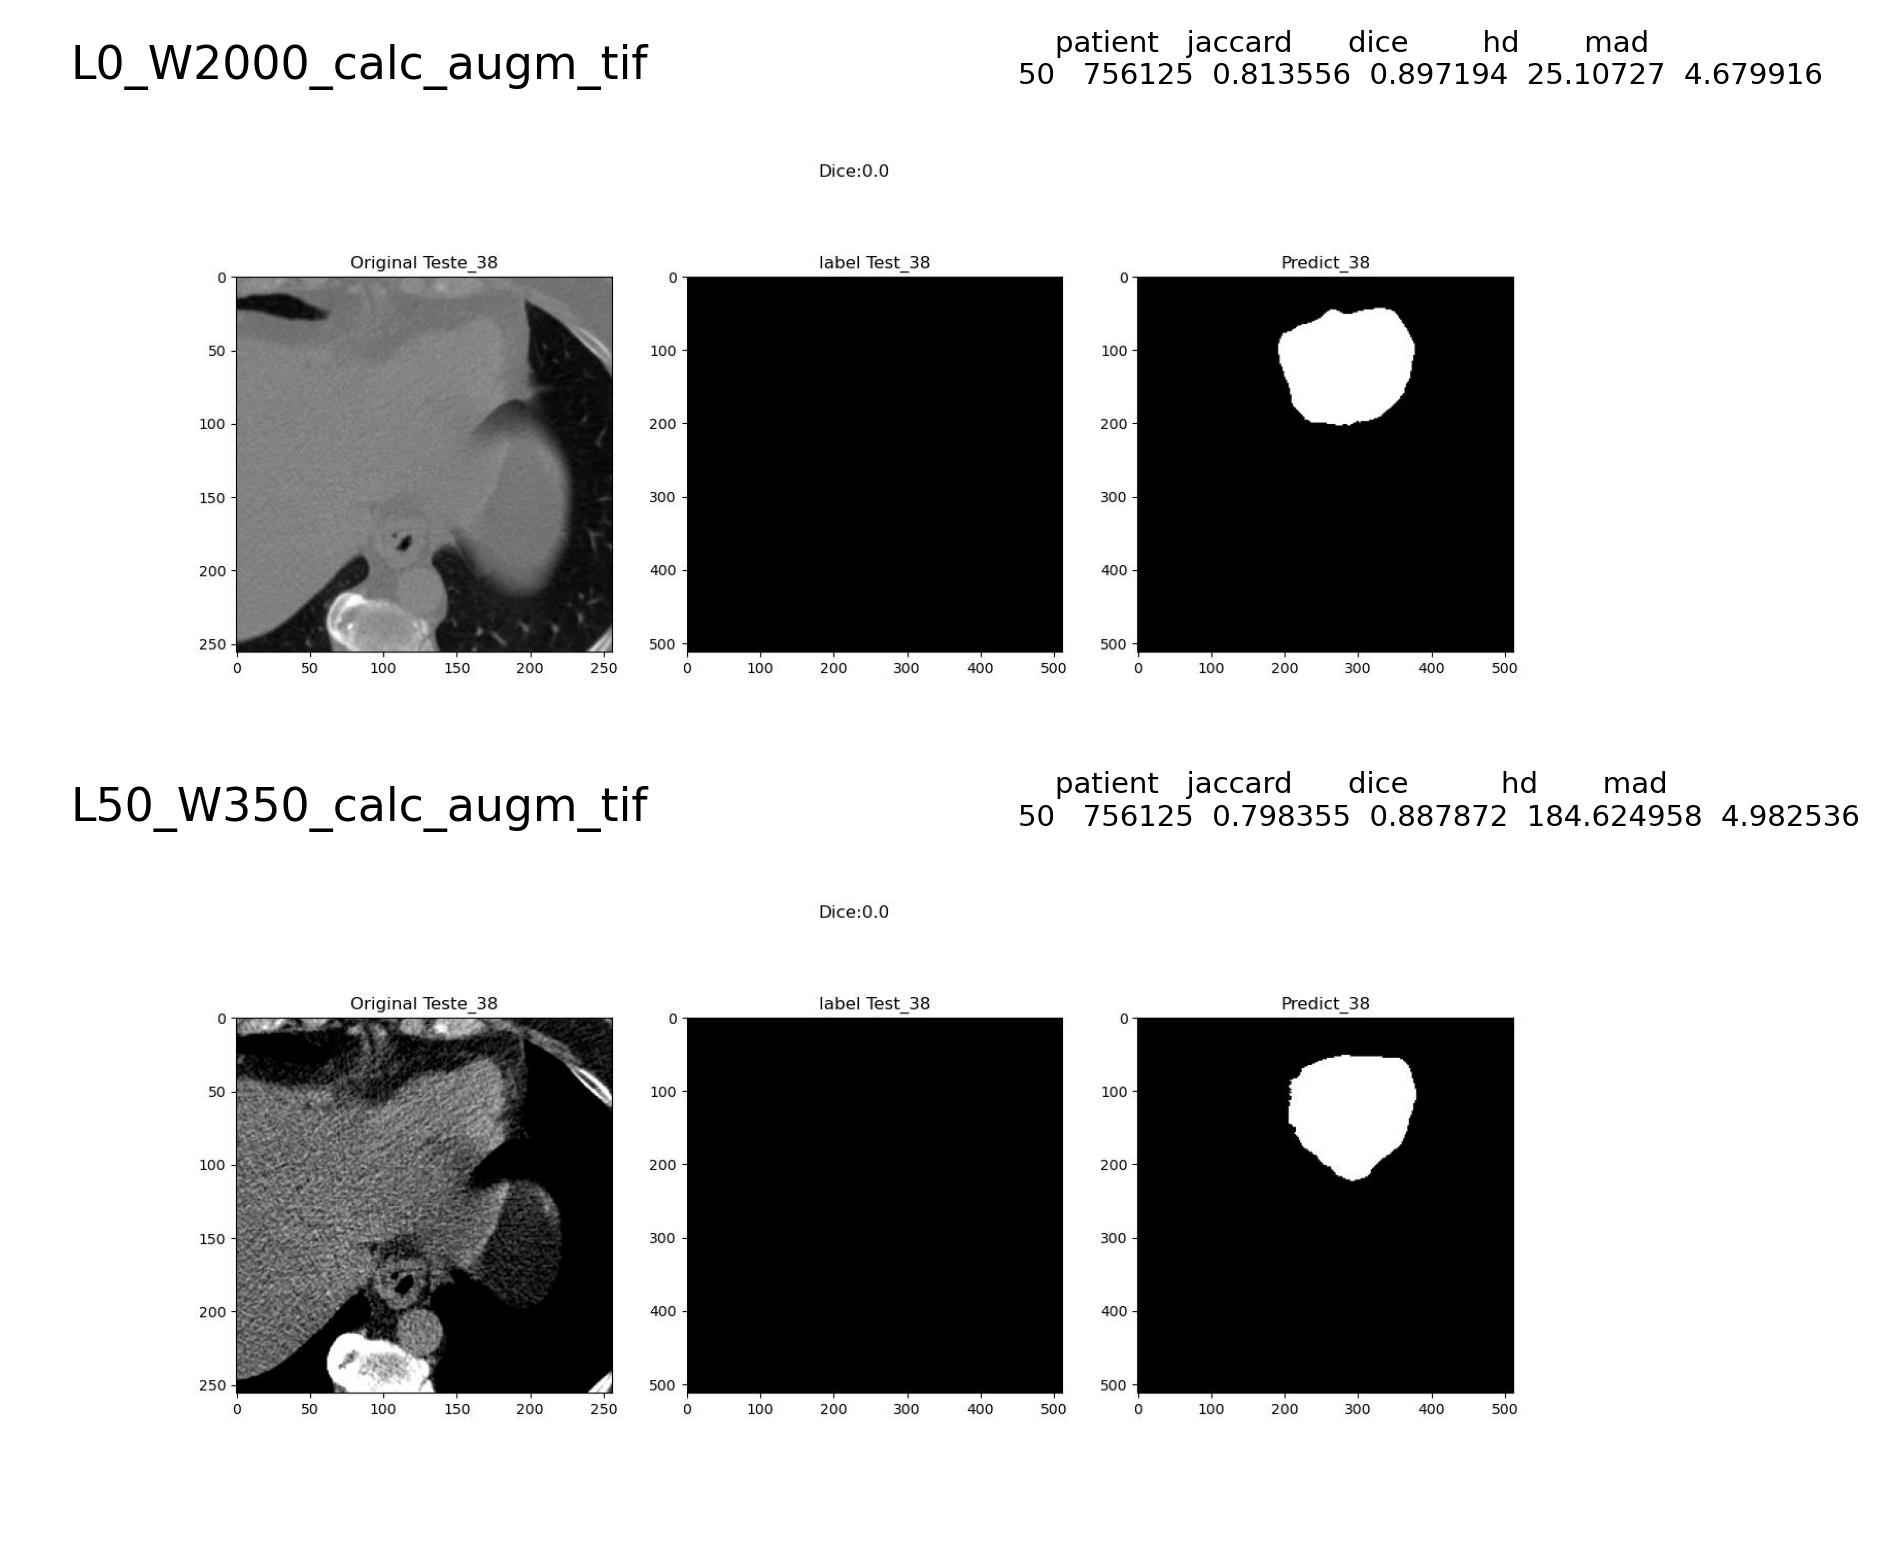 L0_W2000_calc_augm_tif
patient jaccard dice hd mad
50 756125 0.813556 0.897194 25.10727 4.679916
Dice:0.0
Original Teste_38
label Test_38
Predict_38
0
50
100
150
200
250
0 50 100 150 200 250
0
100
200
300
400
500
0 100 200 300 400 500
0
100
200
300
400
500
0 100 200 300 400 500
L50_W350_calc_augm_tif
patient jaccard dice hd mad
50 756125 0.798355 0.887872 184.624958 4.982536
Dice:0.0
Original Teste_38
label Test_38
Predict_38
0
50
100
150
200
250
0 50 100 150 200 250
0
100
200
300
400
500
0 100 200 300 400 500
0
100
200
300
400
500
0 100 200 300 400 500